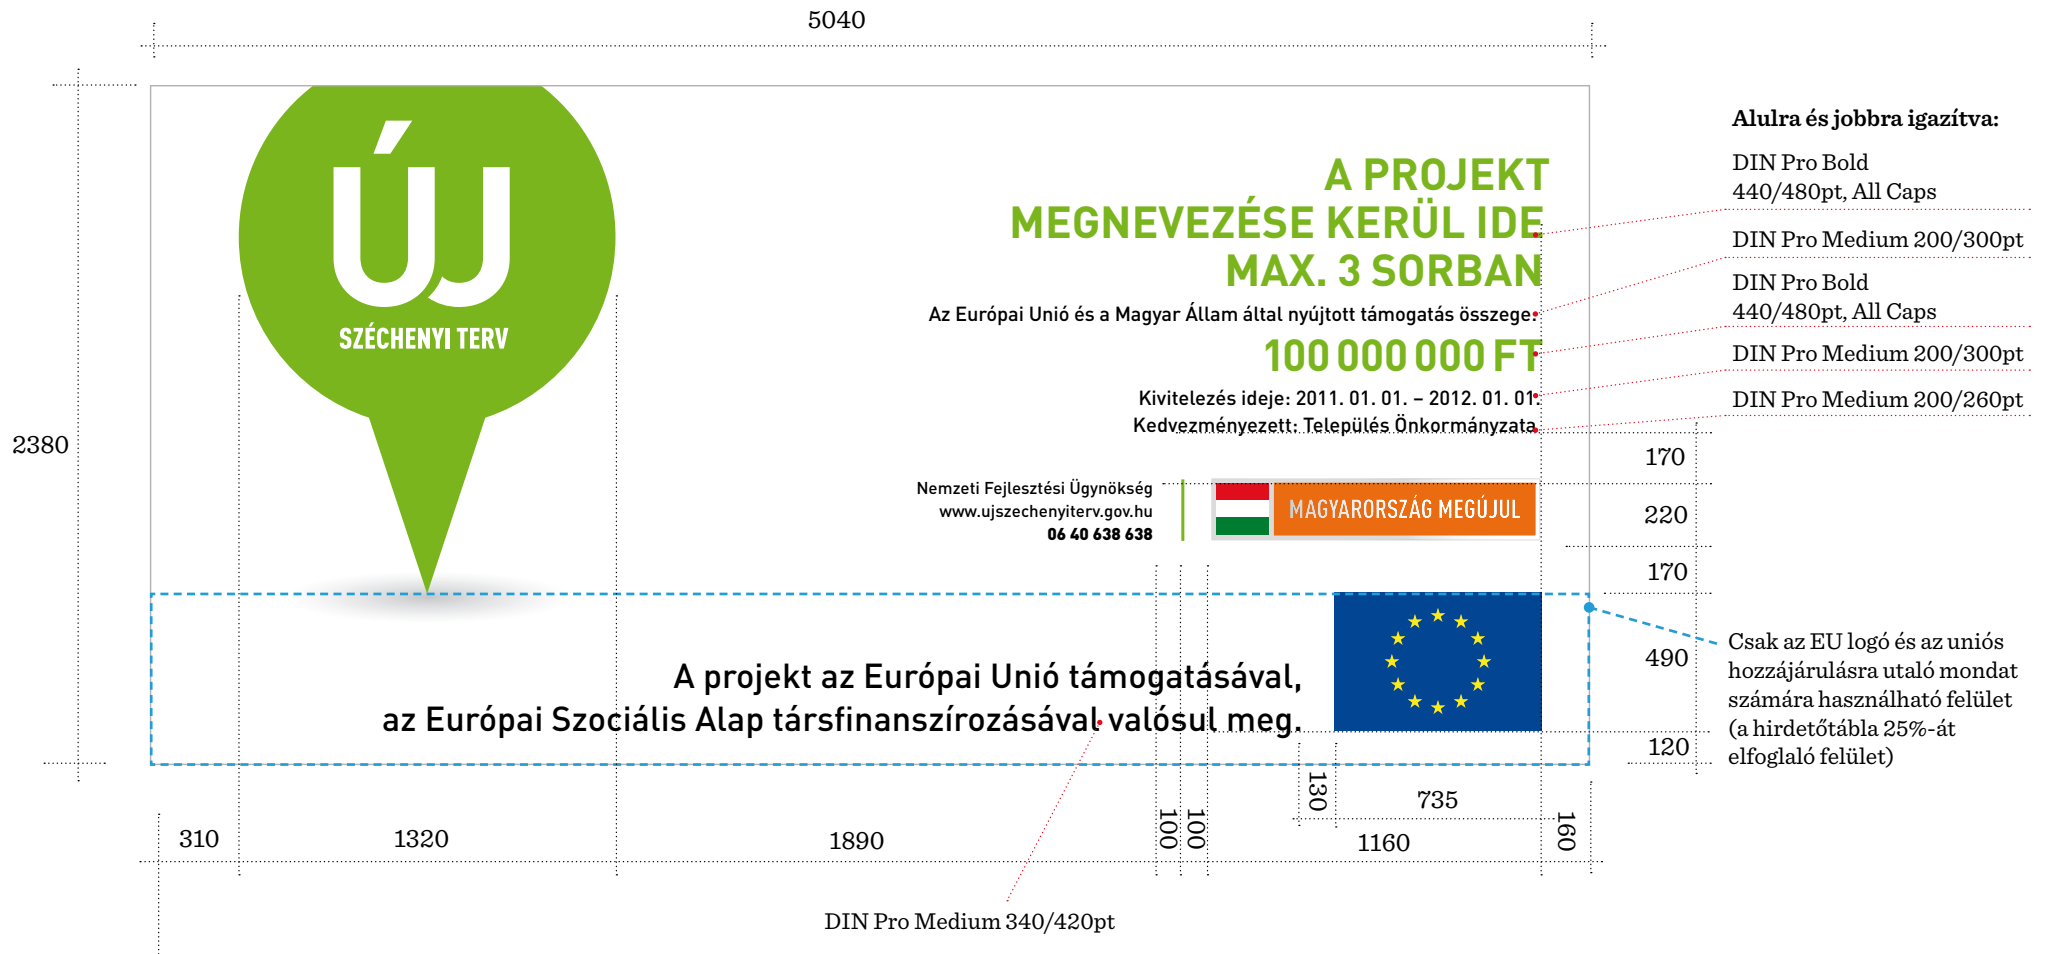 5040
2380
ÚJ
SZÉCHENYI TERV
A PROJEKT
MEGNEVEZÉSE KERÜL IDE
MAX. 3 SORBAN
Az Európai Unió és a Magyar Állam által nyújtott támogatás összege:
100 000 000 FT
Kivitelezés ideje: 2011. 01. 01. – 2012. 01. 01.
Kedvezményezett: Település Önkormányzata
Nemzeti Fejlesztési Ügynökség
www.ujszechenyiterv.gov.hu
06 40 638 638
MAGYARORSZÁG MEGÚJUL
A projekt az Európai Unió támogatásával,
az Európai Szociális Alap társfinanszírozásával valósul meg.
Alulra és jobbra igazítva:
DIN Pro Bold
440/480pt, All Caps
DIN Pro Medium 200/300pt
DIN Pro Bold
440/480pt, All Caps
DIN Pro Medium 200/300pt
DIN Pro Medium 200/260pt
170
220
170
490
120
Csak az EU logó és az uniós
hozzájárulásra utaló mondat
számára használható felület
(a hirdetőtábla 25%-át
elfoglaló felület)
130
735
310
1320
1890
100
100
1160
160
DIN Pro Medium 340/420pt